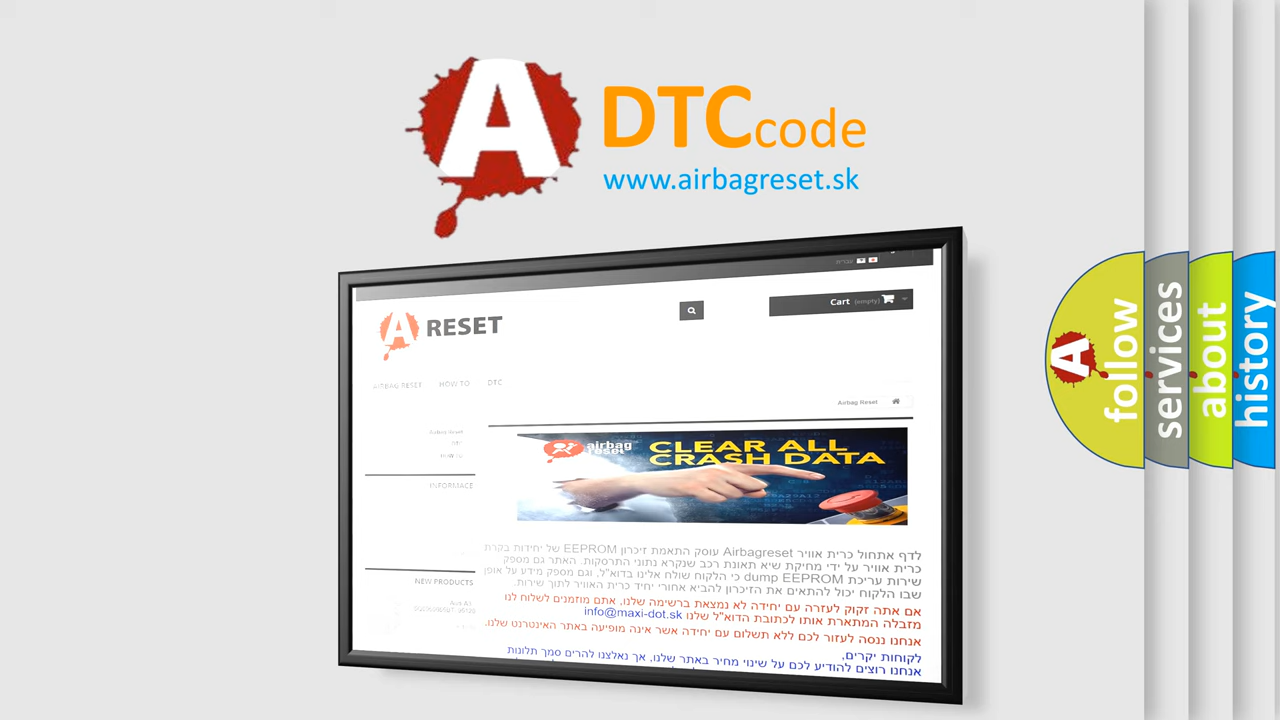 A
DTCcode
www.airbagreset.sk
עברית
Cart (empty)
A RESET
AIRBAG RESET HOW TO DTC
Airbag Reset
Airbag Reset
DTC
HOW TO
INFORMACE
NEW PRODUCTS
airbag
reset
CLEAR ALL
CRASH DATA
לדף אתחול כרית אוויר Airbagreset עוסק התאמת זיכרון EEPROM של יחידות בקרת
כרית אוויר על ידי מחיקת שיא תאונת רכב שנקרא נתוני התרסקות. האתר גם מספק
שירות עריכת dump EEPROM כי הלקוח שולח אלינו בדוא"ל, וגם מספק מידע על אופן
שבו הלקוח יכול להתאים את הזיכרון להביא אחורי יחיד כרית האוויר לתוך שירות.
אם אתה זקוק לעזרה עם יחידה לא נמצאת ברשימה שלנו, אתם מוזמנים לשלוח לנו
מזבלה המתארת אותו לכתובת הדוא"ל שלנו info@maxi-dot.sk
אנחנו ננסה לעזור לכם ללא תשלום עם יחידה אשר אינה מופיעה באתר האינטרנט שלנו.
לקוחות יקרים,
אנחנו רוצים להודיע לכם על שינוי מחיר באתר שלנו, אך נאלצנו להרים סמך תלונות
A
follow
services
about
history